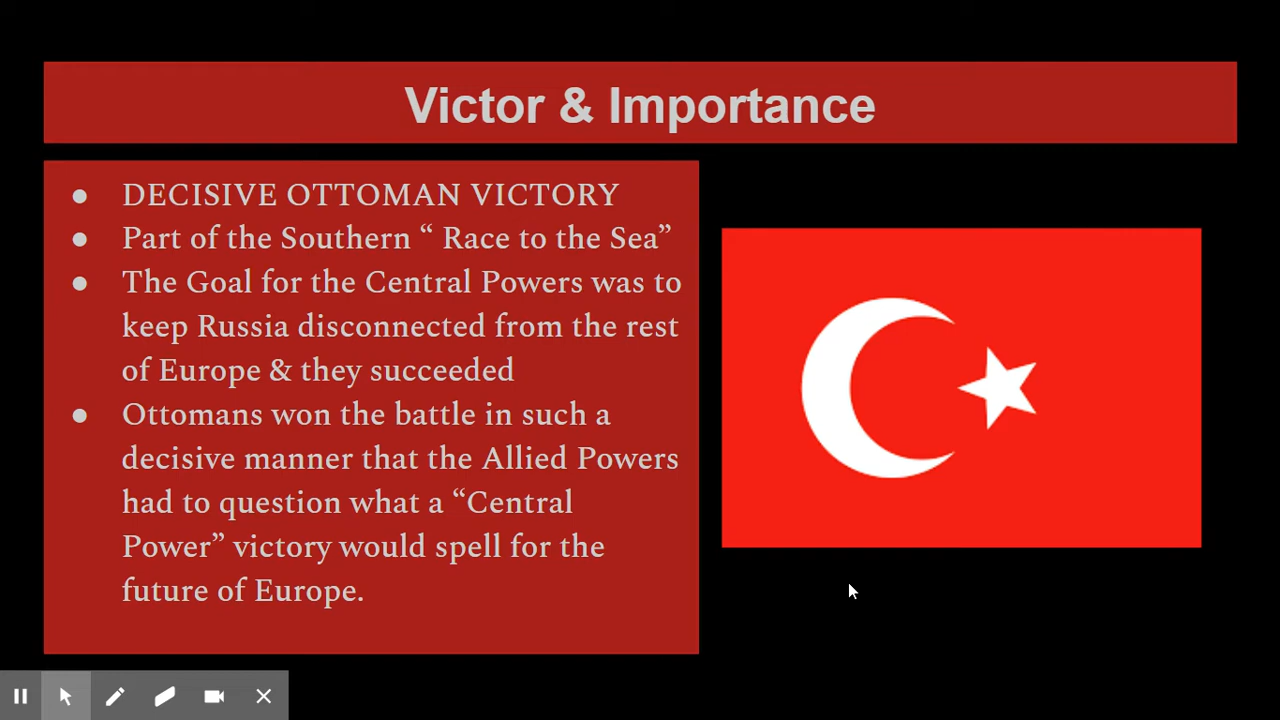 Victor & Importance
● DECISIVE OTTOMAN VICTORY
● Part of the Southern “ Race to the Sea”
● The Goal for the Central Powers was to
keep Russia disconnected from the rest
of Europe & they succeeded
● Ottomans won the battle in such a
decisive manner that the Allied Powers
had to question what a “Central
Power” victory would spell for the
future of Europe.